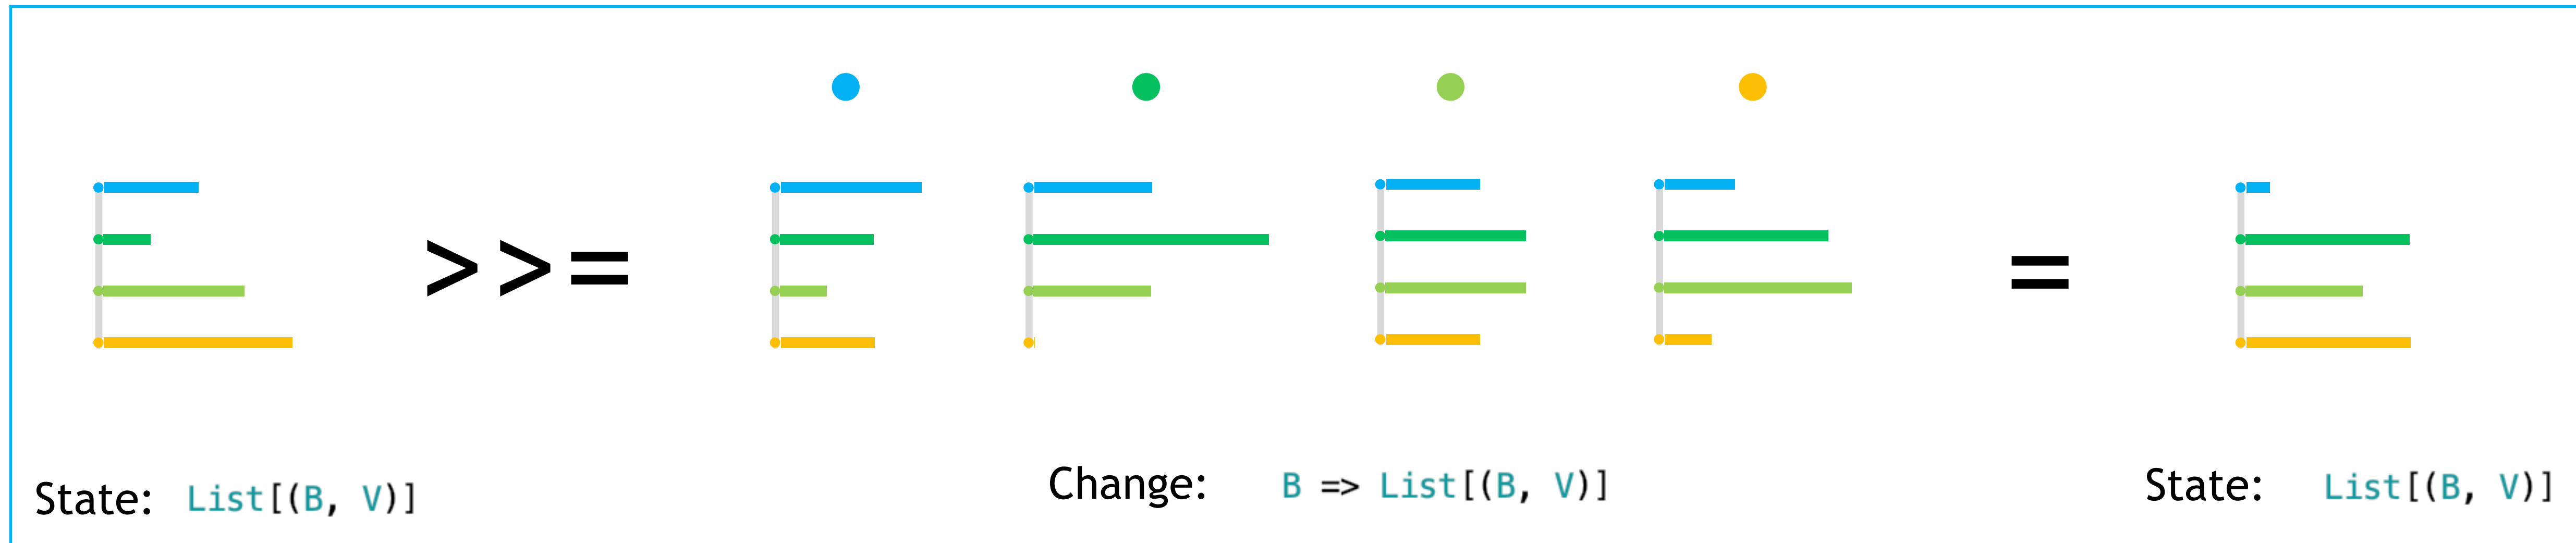 >>=
=
State: List[(B, V)]
Change: B => List[(B, V)]
State: List[(B, V)]